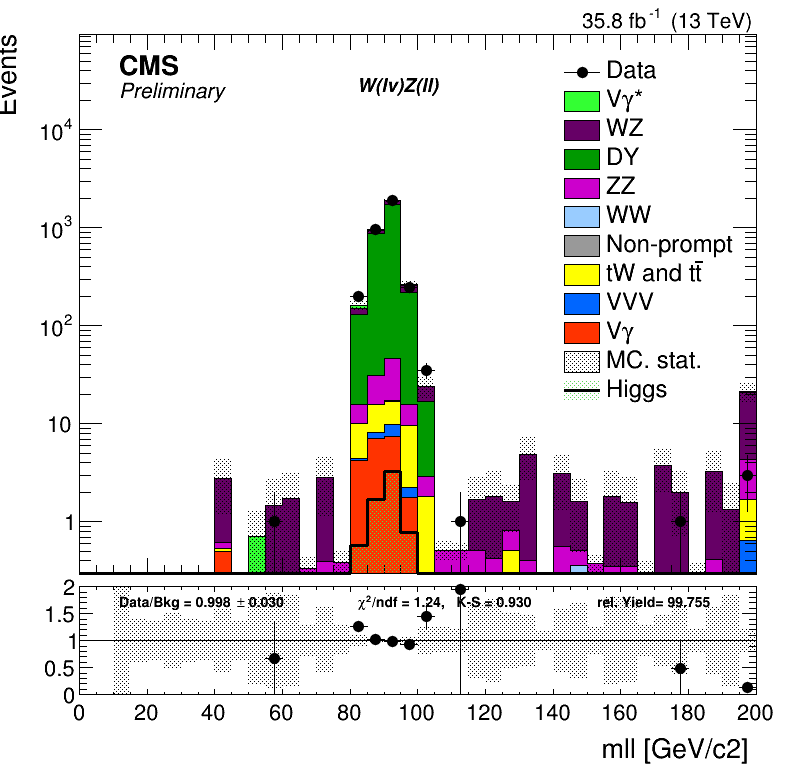 35.8 fb⁻¹ (13 TeV)
Events
CMS
Preliminary
W(lν)Z(ll)
Data
Vγ*
WZ
DY
ZZ
WW
Non-prompt
tW and tt̄
VVV
Vγ
MC. stat.
Higgs
10⁴
10³
10²
10
1
Data/Bkg = 0.998 ± 0.030 χ²/ndf = 1.24, K-S = 0.930 rel. Yield= 99.755
2
1.5
1
0.5
0
0 20 40 60 80 100 120 140 160 180 200
mll [GeV/c2]